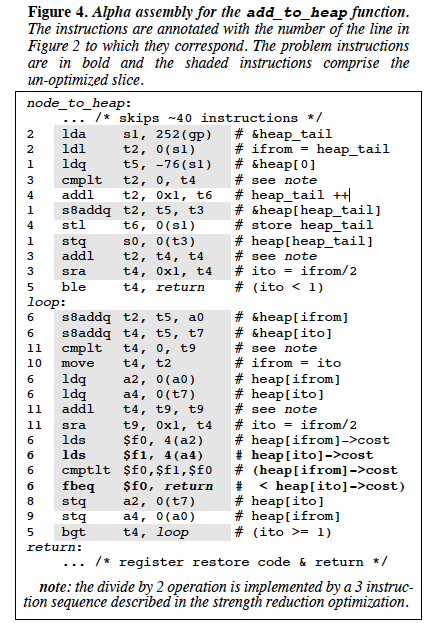 Figure 4. Alpha assembly for the add_to_heap function.
The instructions are annotated with the number of the line in
Figure 2 to which they correspond. The problem instructions
are in bold and the shaded instructions comprise the
un-optimized slice.
node_to_heap:
... /* skips ~40 instructions */
2 lda s1, 252(gp) # &heap_tail
2 ldl t2, 0(s1) # ifrom = heap_tail
1 ldq t5, -76(s1) # &heap[0]
3 cmplt t2, 0, t4 # see note
4 addl t2, 0x1, t6 # heap_tail ++
1 s8addq t2, t5, t3 # &heap[heap_tail]
4 stl t6, 0(s1) # store heap_tail
1 stq s0, 0(t3) # heap[heap_tail]
3 addl t2, t4, t4 # see note
3 sra t4, 0x1, t4 # ito = ifrom/2
5 ble t4, return # (ito < 1)
loop:
6 s8addq t2, t5, a0 # &heap[ifrom]
6 s8addq t4, t5, t7 # &heap[ito]
11 cmplt t4, 0, t9 # see note
10 move t4, t2 # ifrom = ito
6 ldq a2, 0(a0) # heap[ifrom]
6 ldq a4, 0(t7) # heap[ito]
11 addl t4, t9, t9 # see note
11 sra t9, 0x1, t4 # ito = ifrom/2
6 lds $f0, 4(a2) # heap[ifrom]->cost
6 lds $f1, 4(a4) # heap[ito]->cost
6 cmptlt $f0,$f1,$f0 # (heap[ifrom]->cost
6 fbeq $f0, return # < heap[ito]->cost)
8 stq a2, 0(t7) # heap[ito]
9 stq a4, 0(a0) # heap[ifrom]
5 bgt t4, loop # (ito >= 1)
return:
... /* register restore code & return */
note: the divide by 2 operation is implemented by a 3 instruc-
tion sequence described in the strength reduction optimization.